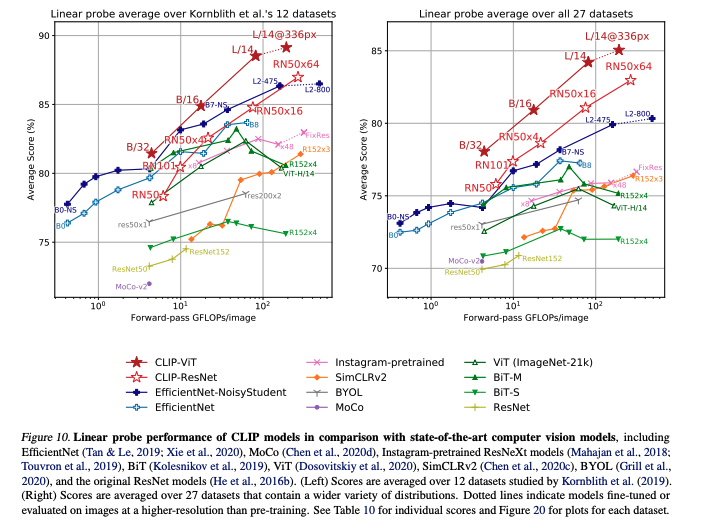 Linear probe average over Kornblith et al.'s 12 datasets
90
85
80
75
Average Score (%)
10⁰
10¹
10²
Forward-pass GFLOPs/image
L/14@336px
L/14
RN50x64
L2-475
L2-800
B/16
B7-NS
RN50x16
B8
B/32
RN50x4
FixRes
x48
RN101
x8
R152x3
R152x4
ViT-H/14
RN50
res200x2
B0-NS
B0
res50x1
R152x4
ResNet152
ResNet50
MoCo-v2
Linear probe average over all 27 datasets
85
80
75
70
Average Score (%)
10⁰
10¹
10²
Forward-pass GFLOPs/image
L/14@336px
L/14
RN50x64
B/16
RN50x16
L2-475
L2-800
B/32
RN50x4
B7-NS
RN101
B8
FixRes
RN50
x48
R152x3
x8
R152x4
ViT-H/14
B0-NS
B0
res50x1
R152x4
MoCo-v2
ResNet152
ResNet50
CLIP-ViT
CLIP-ResNet
EfficientNet-NoisyStudent
EfficientNet
Instagram-pretrained
SimCLRv2
BYOL
MoCo
ViT (ImageNet-21k)
BiT-M
BiT-S
ResNet
Figure 10. Linear probe performance of CLIP models in comparison with state-of-the-art computer vision models, including
EfficientNet (Tan & Le, 2019; Xie et al., 2020), MoCo (Chen et al., 2020d), Instagram-pretrained ResNeXt models (Mahajan et al., 2018;
Touvron et al., 2019), BiT (Kolesnikov et al., 2019), ViT (Dosovitskiy et al., 2020), SimCLRv2 (Chen et al., 2020c), BYOL (Grill et al.,
2020), and the original ResNet models (He et al., 2016b). (Left) Scores are averaged over 12 datasets studied by Kornblith et al. (2019).
(Right) Scores are averaged over 27 datasets that contain a wider variety of distributions. Dotted lines indicate models fine-tuned or
evaluated on images at a higher-resolution than pre-training. See Table 10 for individual scores and Figure 20 for plots for each dataset.